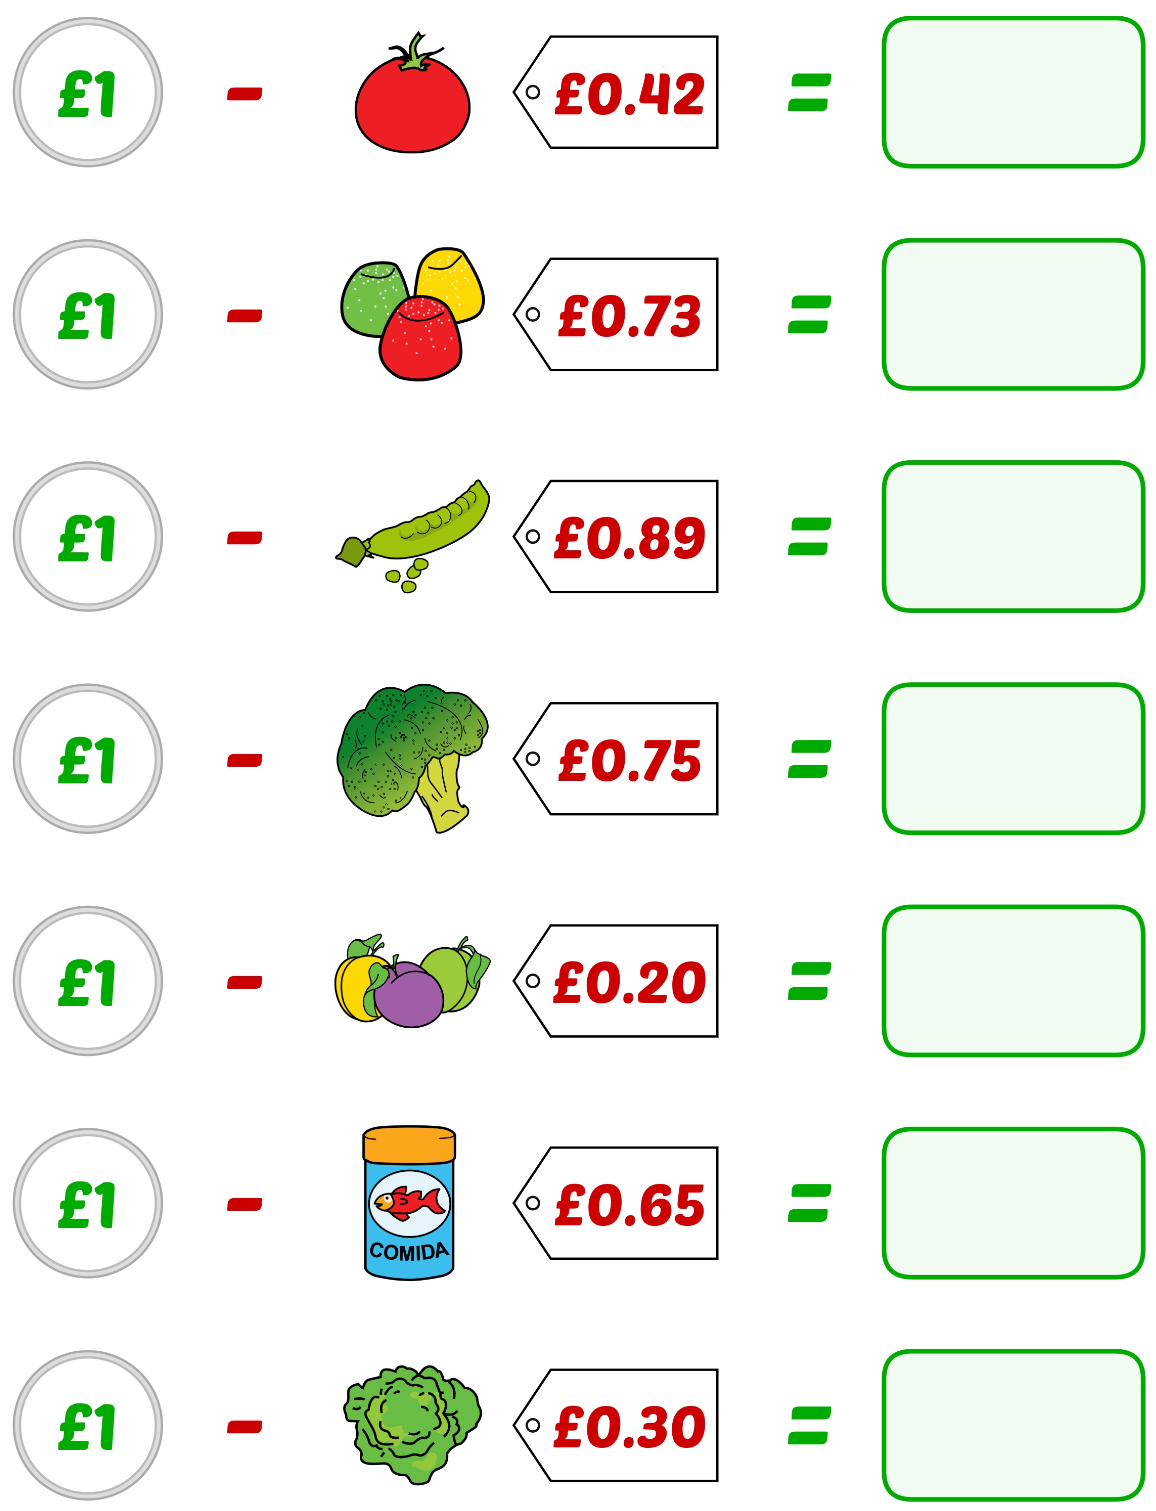 £1 - £0.42 =
£1 - £0.73 =
£1 - £0.89 =
£1 - £0.75 =
£1 - £0.20 =
£1 - COMIDA £0.65 =
£1 - £0.30 =